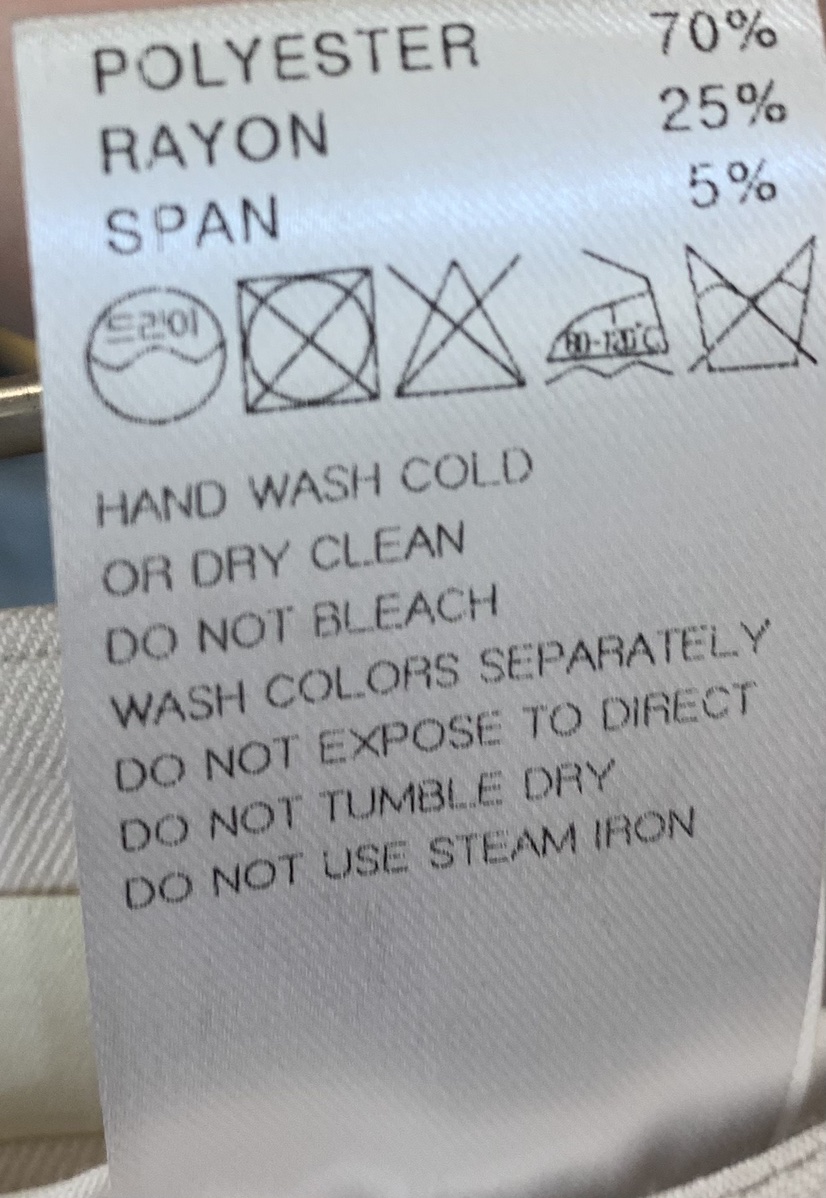 POLYESTER 70%
RAYON 25%
SPAN 5%
드라이
80-120℃
HAND WASH COLD
OR DRY CLEAN
DO NOT BLEACH
WASH COLORS SEPARATELY
DO NOT EXPOSE TO DIRECT
DO NOT TUMBLE DRY
DO NOT USE STEAM IRON